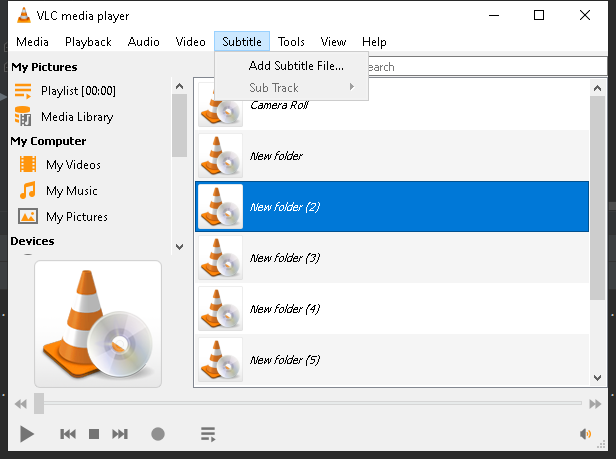 VLC media player
Media Playback Audio Video Subtitle Tools View Help
Add Subtitle File...
Sub Track
My Pictures
earch
Playlist [00:00]
Media Library
My Computer
My Videos
My Music
My Pictures
Devices
Camera Roll
New folder
New folder (2)
New folder (3)
New folder (4)
New folder (5)